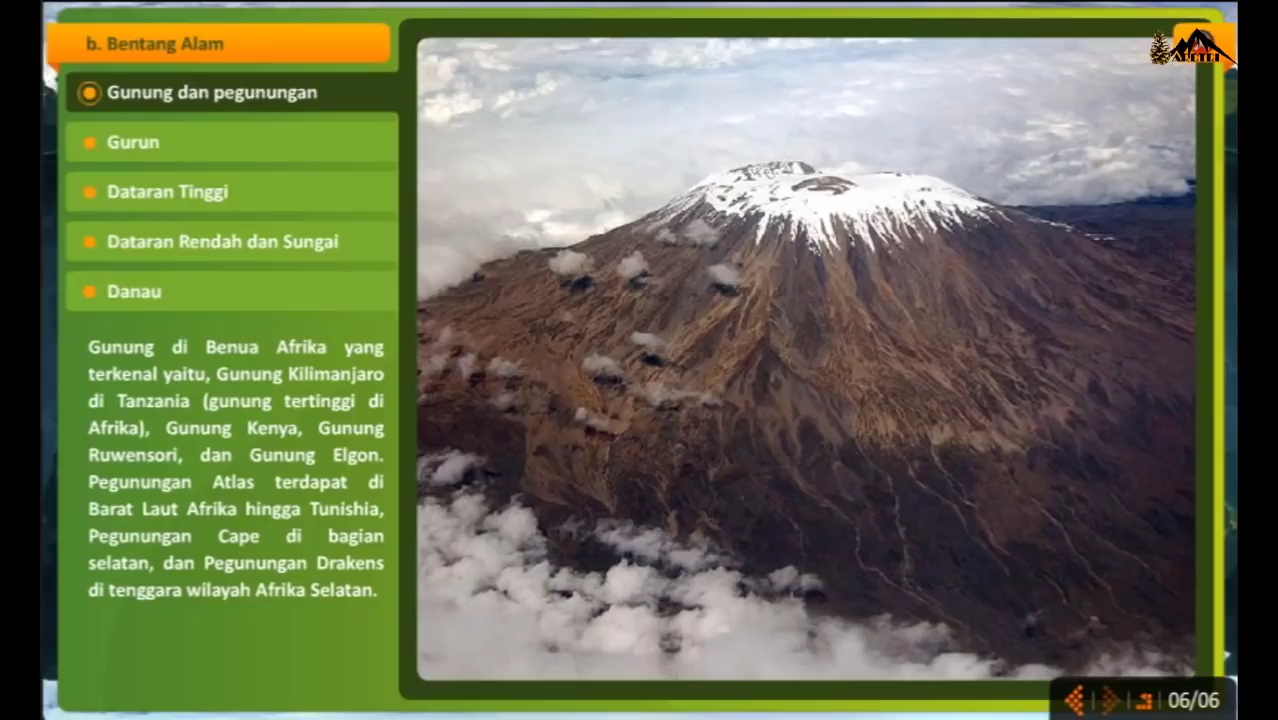 b. Bentang Alam
Gunung dan pegunungan
Gurun
Dataran Tinggi
Dataran Rendah dan Sungai
Danau
Gunung di Benua Afrika yang
terkenal yaitu, Gunung Kilimanjaro
di Tanzania (gunung tertinggi di
Afrika), Gunung Kenya, Gunung
Ruwensori, dan Gunung Elgon.
Pegunungan Atlas terdapat di
Barat Laut Afrika hingga Tunishia,
Pegunungan Cape di bagian
selatan, dan Pegunungan Drakens
di tenggara wilayah Afrika Selatan.
06/06